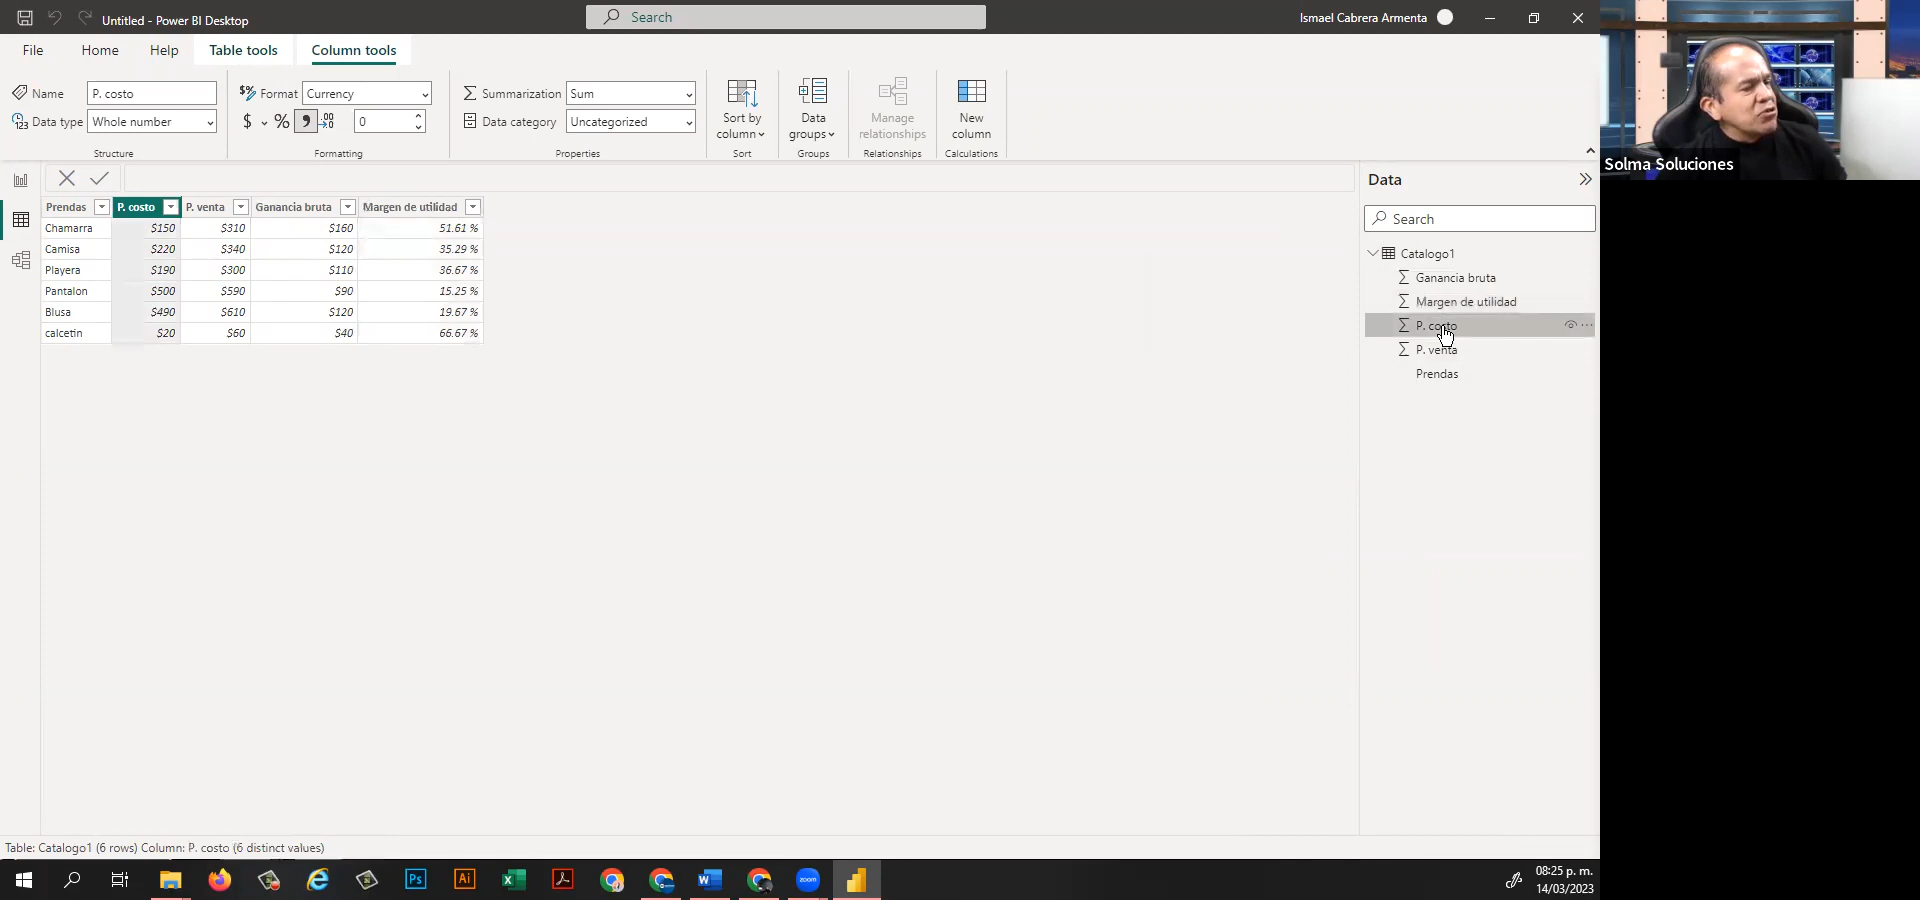 Untitled - Power BI Desktop
Search
Ismael Cabrera Armenta
File
Home
Help
Table tools
Column tools
Name
P. costo
Data type
Whole number
Structure
$% Format
Currency
$ % , .00 →0
0
Formatting
Summarization
Sum
Data category
Uncategorized
Properties
Sort by
column
Sort
Data
groups
Groups
Manage
relationships
Relationships
New
column
Calculations
Solma Soluciones
Prendas P. costo P. venta Ganancia bruta Margen de utilidad
Chamarra $150 $310 $160 51.61 %
Camisa $220 $340 $120 35.29 %
Playera $190 $300 $110 36.67 %
Pantalon $500 $590 $90 15.25 %
Blusa $490 $610 $120 19.67 %
calcetin $20 $60 $40 66.67 %
Data
Search
Catalogo1
Ganancia bruta
Margen de utilidad
P. costo
P. venta
Prendas
Table: Catalogo1 (6 rows) Column: P. costo (6 distinct values)
Ps
Ai
zoom
08:25 p. m.
14/03/2023